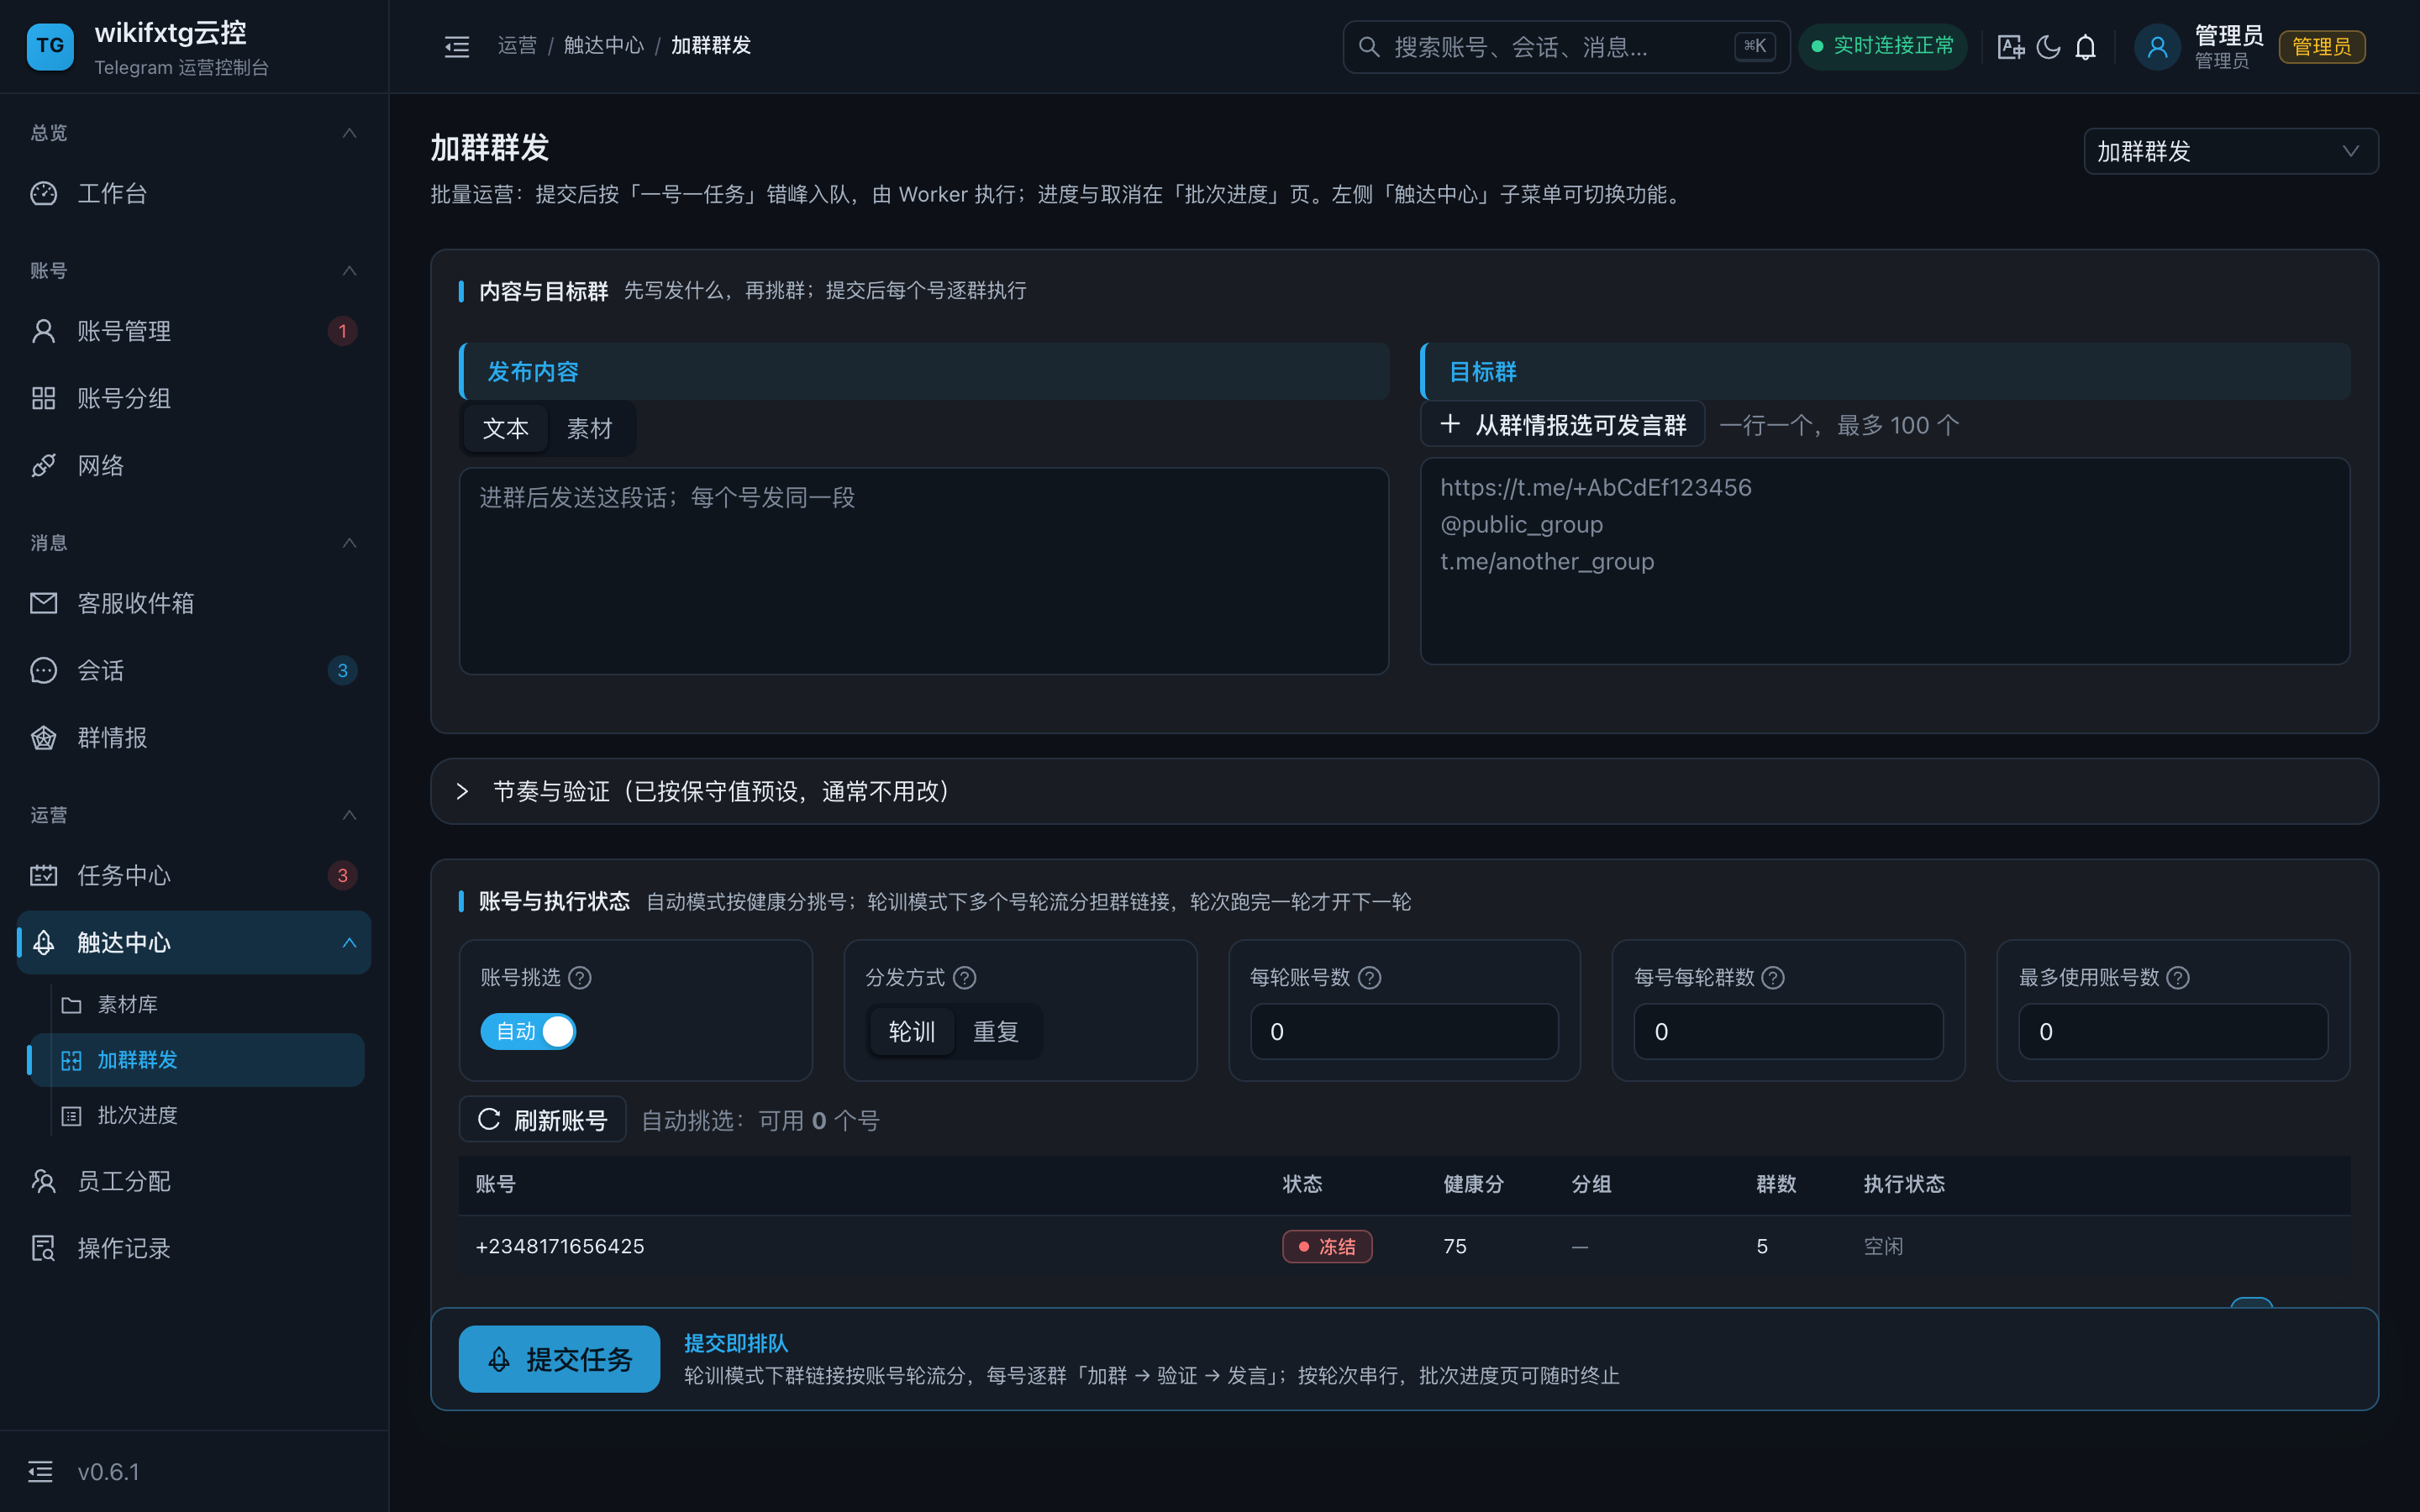 TG
wikifxtg云控
Telegram 运营控制台
运营 / 触达中心 / 加群群发
搜索账号、会话、消息...
⌘K
实时连接正常
管理员
管理员
管理员
总览
工作台
账号
账号管理
1
账号分组
网络
消息
客服收件箱
会话
3
群情报
运营
任务中心
3
触达中心
素材库
加群群发
批次进度
员工分配
操作记录
v0.6.1
加群群发
加群群发
批量运营：提交后按「一号一任务」错峰入队，由 Worker 执行；进度与取消在「批次进度」页。左侧「触达中心」子菜单可切换功能。
内容与目标群 先写发什么，再挑群；提交后每个号逐群执行
发布内容
文本 素材
进群后发送这段话；每个号发同一段
目标群
从群情报选可发言群 一行一个，最多 100 个
https://t.me/+AbCdEf123456
@public_group
t.me/another_group
节奏与验证（已按保守值预设，通常不用改）
账号与执行状态 自动模式按健康分挑号；轮训模式下多个号轮流分担群链接，轮次跑完一轮才开下一轮
账号挑选 ?
自动
分发方式 ?
轮训 重复
每轮账号数 ?
0
每号每轮群数 ?
0
最多使用账号数 ?
0
刷新账号 自动挑选：可用 0 个号
账号 状态 健康分 分组 群数 执行状态
+2348171656425 冻结 75 — 5 空闲
提交任务
提交即排队
轮训模式下群链接按账号轮流分，每号逐群「加群 → 验证 → 发言」；按轮次串行，批次进度页可随时终止